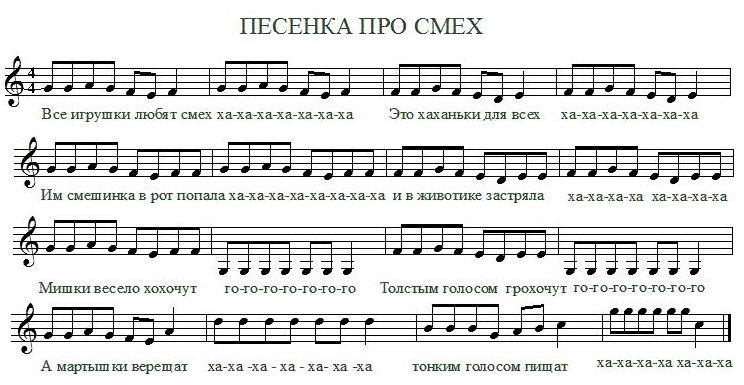 ПЕСЕНКА ПРО СМЕХ
4
4
Все игрушки любят смех ха-ха-ха-ха-ха-ха-ха Это хаханьки для всех ха-ха-ха-ха-ха-ха-ха
Им смешинка в рот попала ха-ха-ха-ха-ха-ха-ха-ха и в животике застряла ха-ха-ха-ха ха-ха-ха-ха
Мишки весело хохочут го-го-го-го-го-го-го Толстым голосом грохочут го-го-го-го-го-го-го
А мартышки верещат ха-ха -ха - ха - ха- ха -ха тонким голосом пищат ха-ха-ха-ха ха-ха-ха